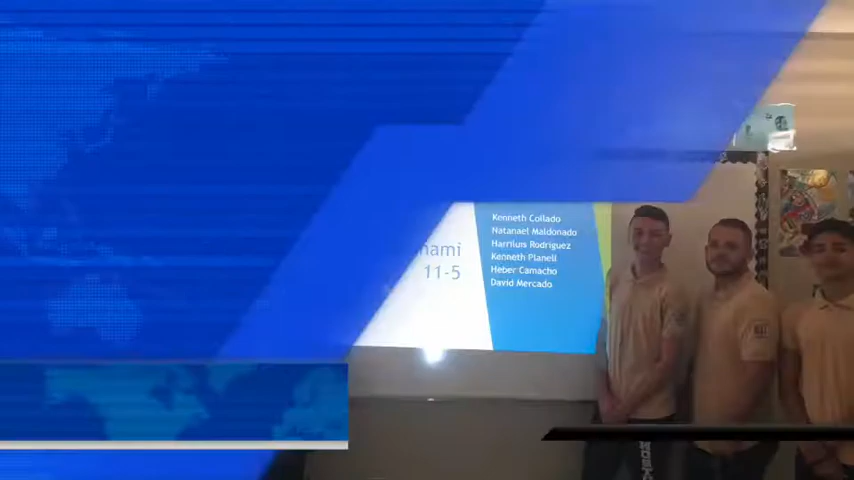 nami
11-5
Kenneth Collado
Natanael Maldonado
Harrilus Rodriguez
Kenneth Planell
Heber Camacho
David Mercado